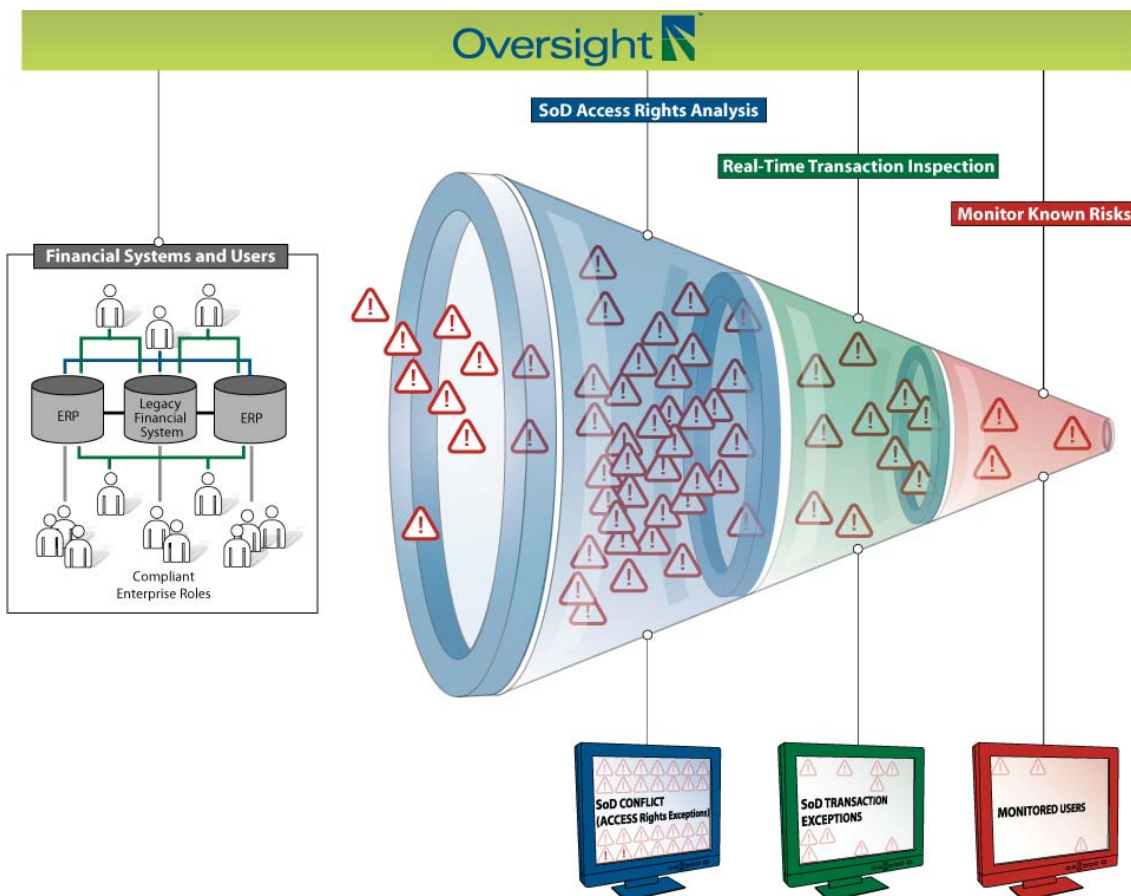 Oversight™
SoD Access Rights Analysis
Real-Time Transaction Inspection
Monitor Known Risks
Financial Systems and Users
ERP
Legacy
Financial
System
ERP
Compliant
Enterprise Roles
SoD CONFLICT
(ACCESS Rights Exceptions)
SoD TRANSACTION
EXCEPTIONS
MONITORED USERS